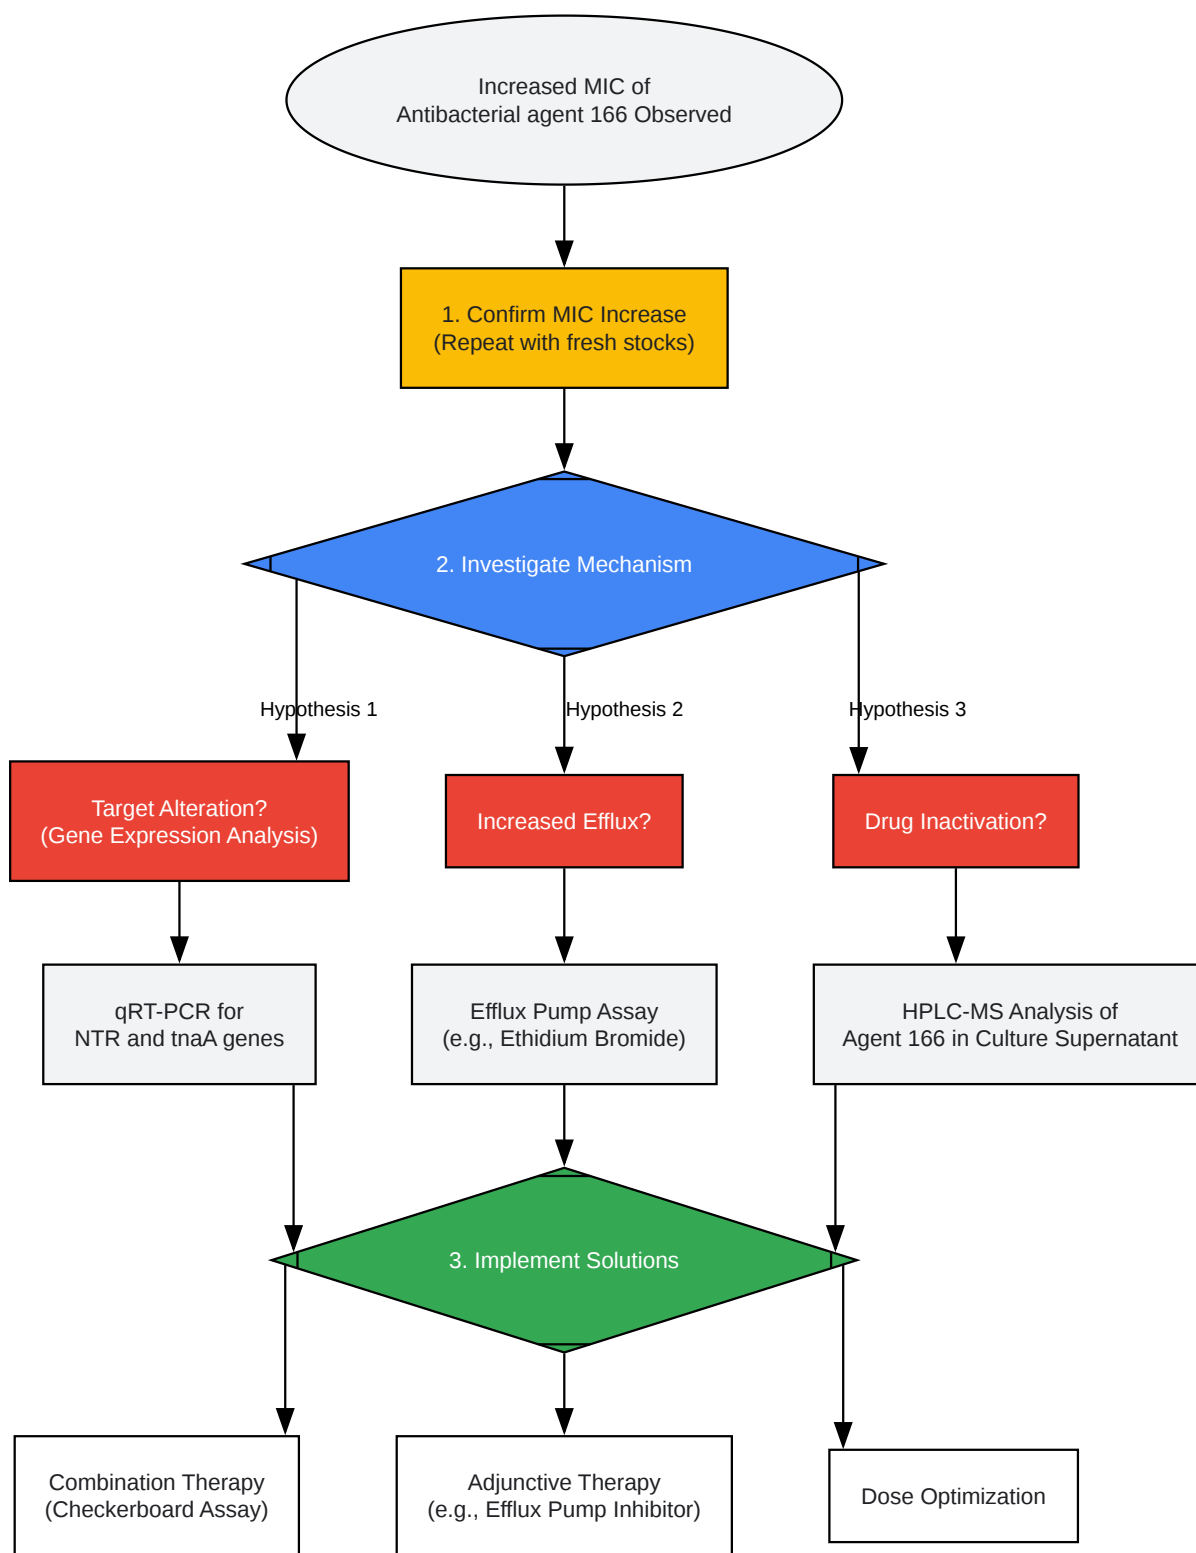 Increased MIC of
Antibacterial agent 166 Observed
1. Confirm MIC Increase
(Repeat with fresh stocks)
2. Investigate Mechanism
Hypothesis 1
Hypothesis 2
Hypothesis 3
Target Alteration?
(Gene Expression Analysis)
Increased Efflux?
Drug Inactivation?
qRT-PCR for
NTR and tnaA genes
Efflux Pump Assay
(e.g., Ethidium Bromide)
HPLC-MS Analysis of
Agent 166 in Culture Supernatant
3. Implement Solutions
Combination Therapy
(Checkerboard Assay)
Adjunctive Therapy
(e.g., Efflux Pump Inhibitor)
Dose Optimization